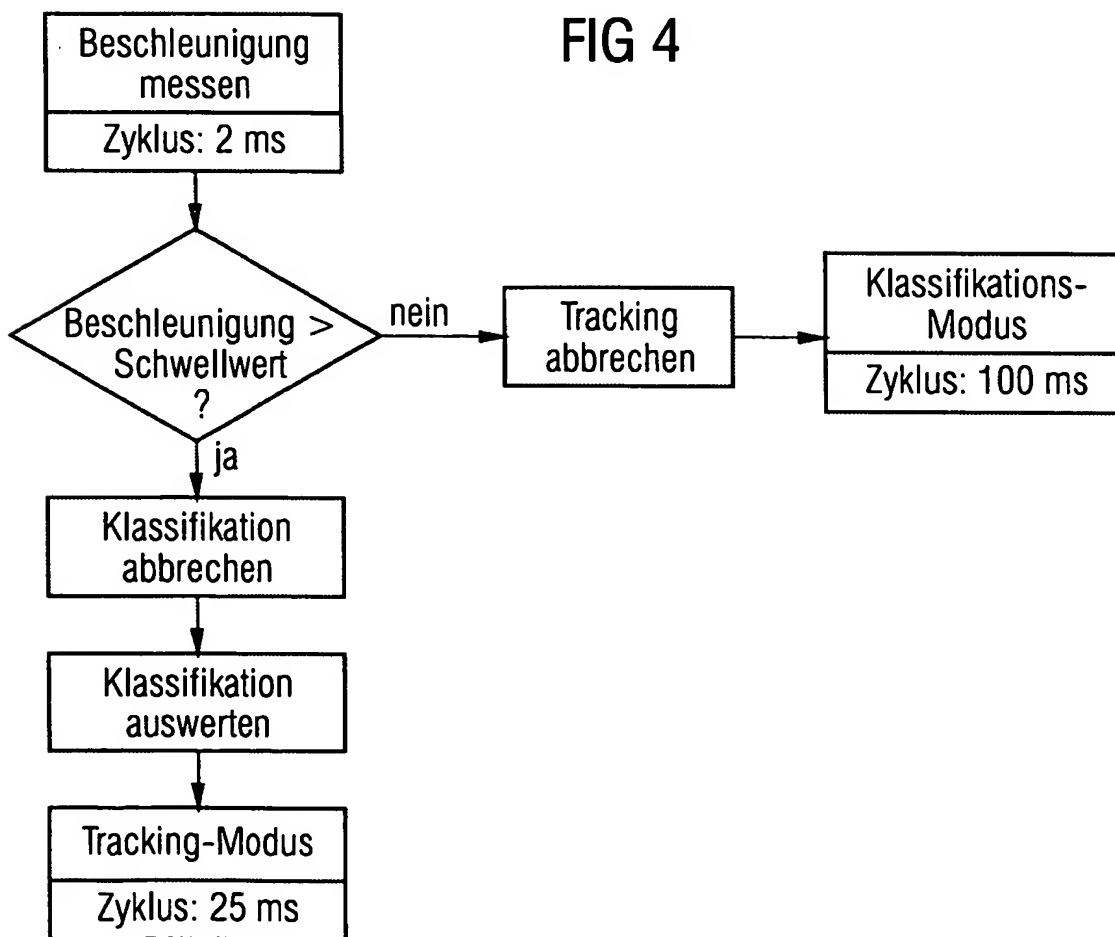 FIG 4
Beschleunigung
messen
Zyklus: 2 ms
Beschleunigung >
Schwellwert
?
nein
Tracking
abbrechen
Klassifikations-
Modus
Zyklus: 100 ms
ja
Klassifikation
abbrechen
Klassifikation
auswerten
Tracking-Modus
Zyklus: 25 ms